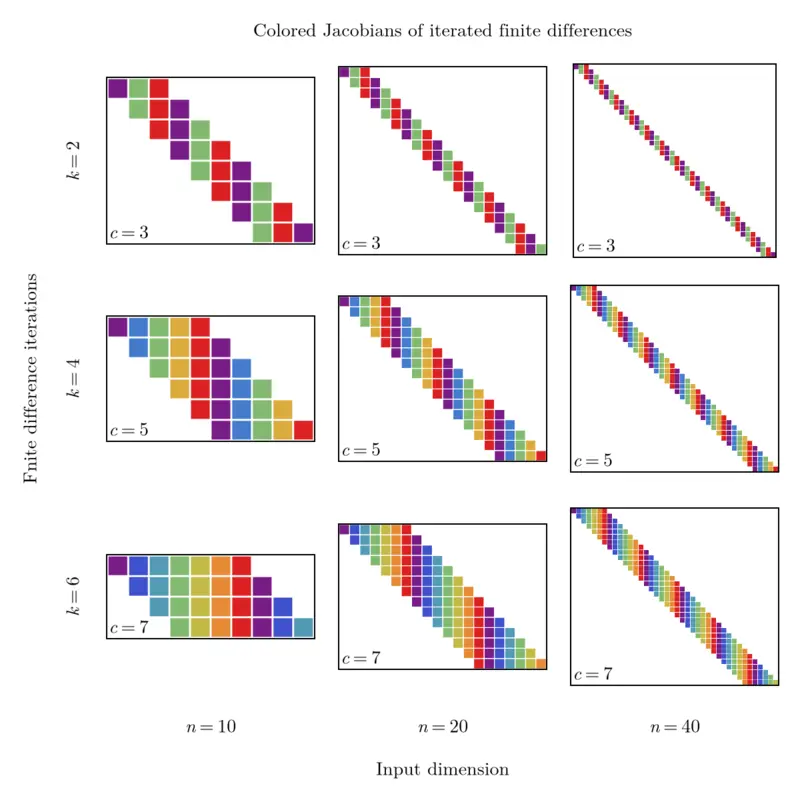 Colored Jacobians of iterated finite differences
k = 2
c = 3
c = 3
c = 3
Fnite difference iterations
k = 4
c = 5
c = 5
c = 5
k = 6
c = 7
c = 7
c = 7
n = 10
n = 20
n = 40
Input dimension